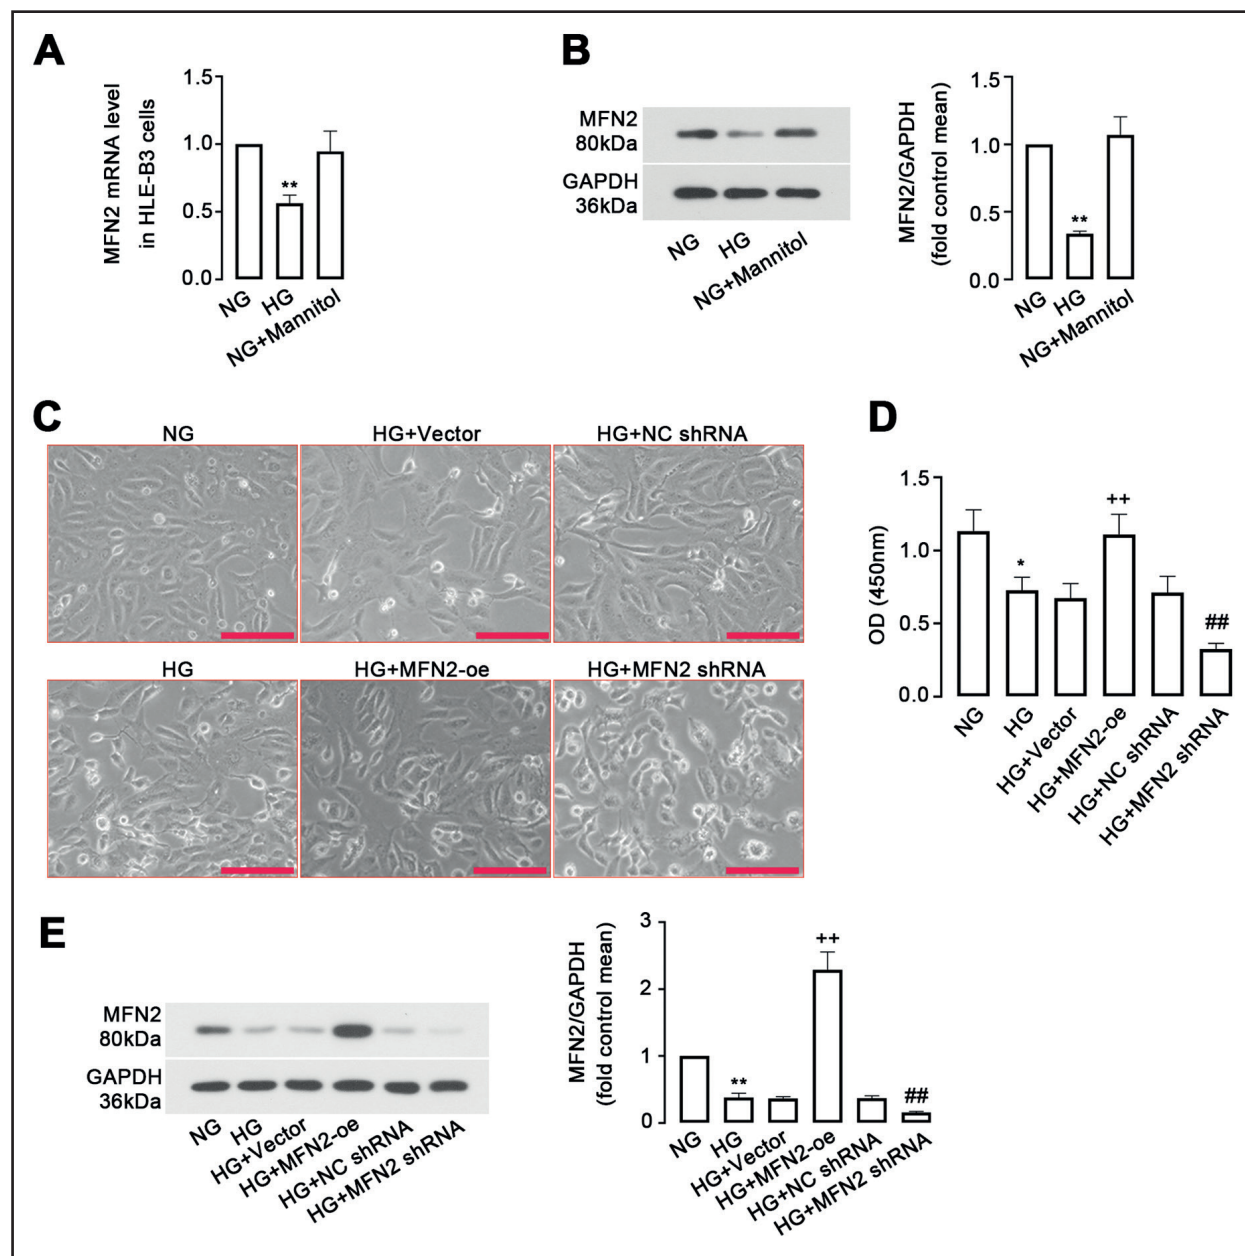 A
MFN2 mRNA level
in HLE-B3 cells
1.5
1.0
0.5
0.0
**
NG
HG
NG+Mannitol
B
MFN2
80kDa
GAPDH
36kDa
NG
HG
NG+Mannitol
MFN2/GAPDH
(fold control mean)
1.5
1.0
0.5
0.0
**
NG
HG
NG+Mannitol
C
NG
HG+Vector
HG+NC shRNA
HG
HG+MFN2-oe
HG+MFN2 shRNA
D
OD (450nm)
1.5
1.0
0.5
0.0
*
++
##
NG
HG
HG+Vector
HG+MFN2-oe
HG+NC shRNA
HG+MFN2 shRNA
E
MFN2
80kDa
GAPDH
36kDa
NG
HG
HG+Vector
HG+MFN2-oe
HG+NC shRNA
HG+MFN2 shRNA
MFN2/GAPDH
(fold control mean)
3
2
1
0
**
++
##
NG
HG
HG+Vector
HG+MFN2-oe
HG+NC shRNA
HG+MFN2 shRNA